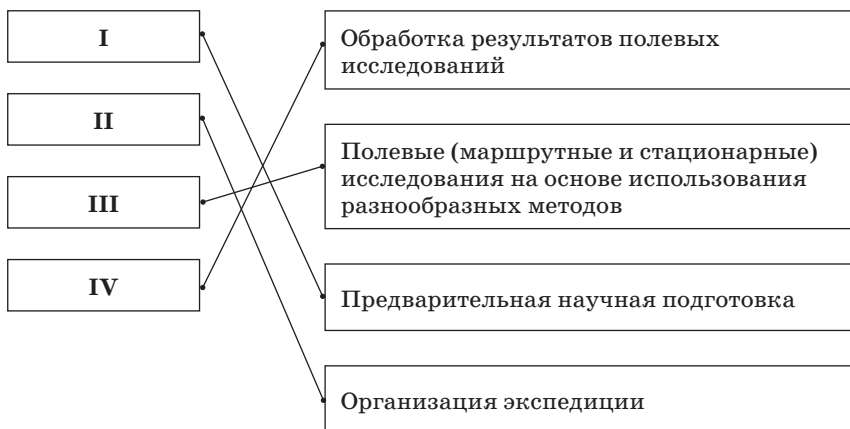 I
II
III
IV
Обработка результатов полевых
исследований
Полевые (маршрутные и стационарные)
исследования на основе использования
разнообразных методов
Предварительная научная подготовка
Организация экспедиции